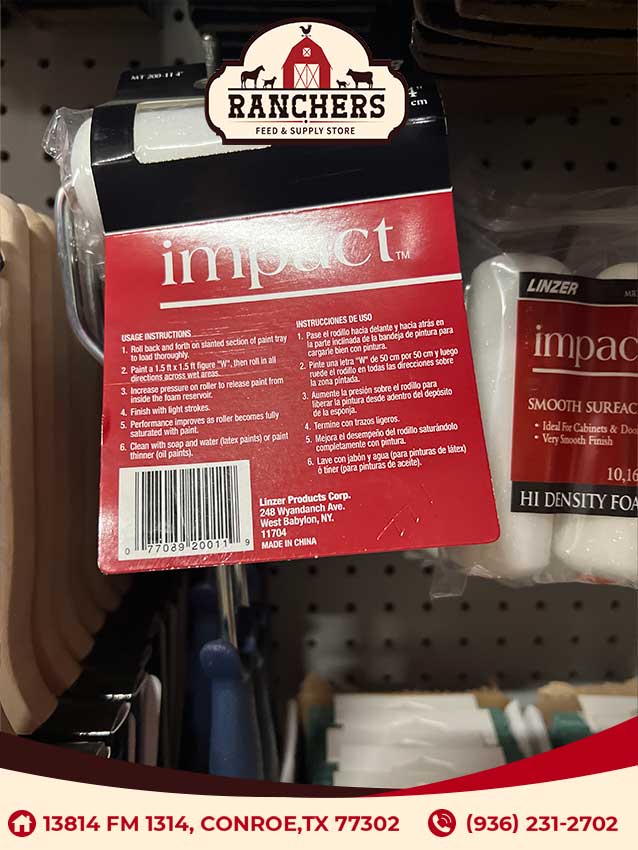 RANCHERS
FEED & SUPPLY STORE
MT 200-11 4"
4"
cm
impact™
USAGE INSTRUCTIONS
1. Roll back and forth on slanted section of paint tray
to load thoroughly.
2. Paint a 1.5 ft x 1.5 ft figure "W", then roll in all
directions across wet areas.
3. Increase pressure on roller to release paint from
inside the foam reservoir.
4. Finish with light strokes.
5. Performance improves as roller becomes fully
saturated with paint.
6. Clean with soap and water (latex paints) or paint
thinner (oil paints).
INSTRUCCIONES DE USO
1. Pase el rodillo hacia delante y hacia atrás en
la parte inclinada de la bandeja de pintura para
cargarle bien con pintura.
2. Pinte una letra "W" de 50 cm por 50 cm y luego
ruede el rodillo en todas las direcciones sobre
la zona pintada.
3. Aumente la presión sobre el rodillo para
liberar la pintura desde adentro del depósito
de la esponja.
4. Termine con trazos ligeros.
5. Mejora el desempeño del rodillo saturándolo
completamente con pintura.
6. Lave con jabón y agua (para pinturas de látex)
ó tiner (para pinturas de aceite).
0 77089 20011 9
Linzer Products Corp.
248 Wyandanch Ave.
West Babylon, NY.
11704
MADE IN CHINA
LINZER
impac
SMOOTH SURFAC
• Ideal For Cabinets & Doo
• Very Smooth Finish
10,16
HI DENSITY FOA
13814 FM 1314, CONROE,TX 77302
(936) 231-2702